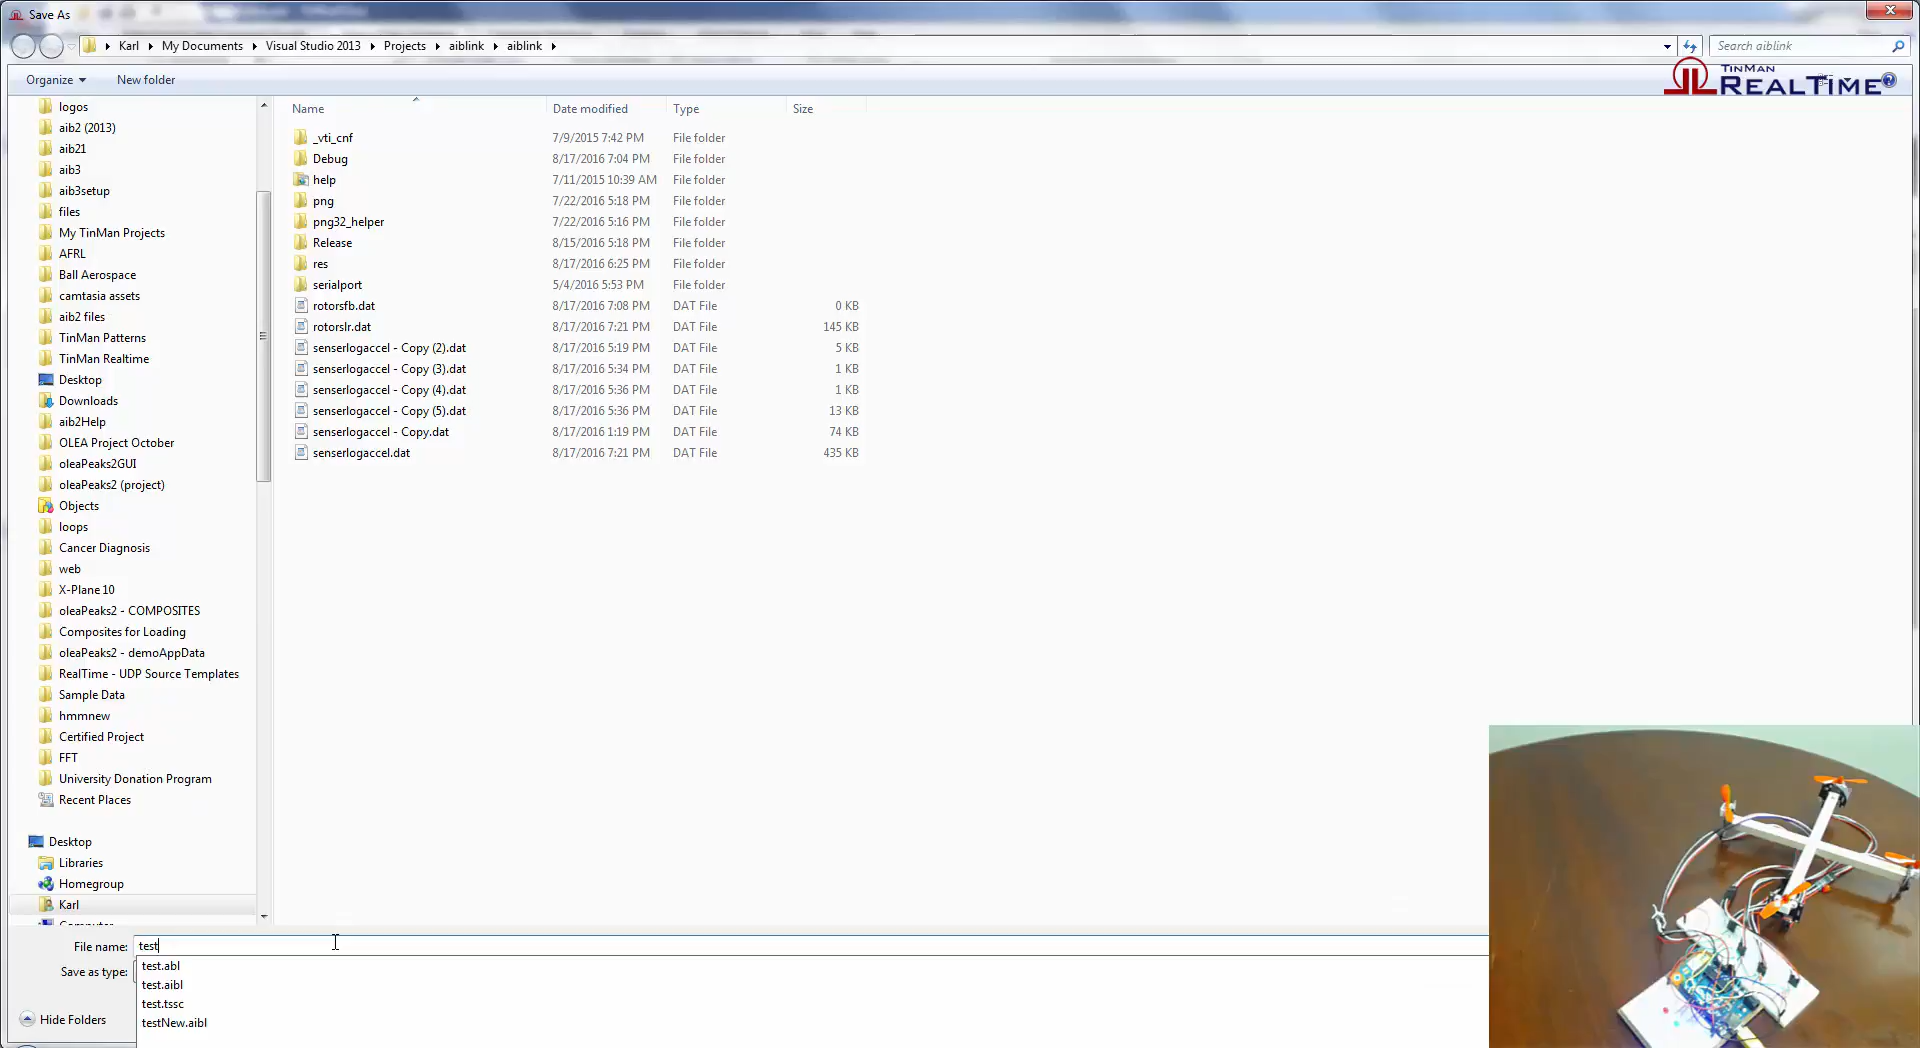 Save As
Karl My Documents Visual Studio 2013 Projects aiblink aiblink
Search aiblink
Organize New folder
TINMAN
REALTIME
Name Date modified Type Size
logos
aib2 (2013)
aib21
aib3
aib3setup
files
My TinMan Projects
AFRL
Ball Aerospace
camtasia assets
aib2 files
TinMan Patterns
TinMan Realtime
Desktop
Downloads
aib2Help
OLEA Project October
oleaPeaks2GUI
oleaPeaks2 (project)
Objects
loops
Cancer Diagnosis
web
X-Plane 10
oleaPeaks2 - COMPOSITES
Composites for Loading
oleaPeaks2 - demoAppData
RealTime - UDP Source Templates
Sample Data
hmmnew
Certified Project
FFT
University Donation Program
Recent Places
Desktop
Libraries
Homegroup
Karl
_vti_cnf 7/9/2015 7:42 PM File folder
Debug 8/17/2016 7:04 PM File folder
help 7/11/2015 10:39 AM File folder
png 7/22/2016 5:18 PM File folder
png32_helper 7/22/2016 5:16 PM File folder
Release 8/15/2016 5:18 PM File folder
res 8/17/2016 6:25 PM File folder
serialport 5/4/2016 5:53 PM File folder
rotorsfb.dat 8/17/2016 7:08 PM DAT File 0 KB
rotorslr.dat 8/17/2016 7:21 PM DAT File 145 KB
senserlogaccel - Copy (2).dat 8/17/2016 5:19 PM DAT File 5 KB
senserlogaccel - Copy (3).dat 8/17/2016 5:34 PM DAT File 1 KB
senserlogaccel - Copy (4).dat 8/17/2016 5:36 PM DAT File 1 KB
senserlogaccel - Copy (5).dat 8/17/2016 5:36 PM DAT File 13 KB
senserlogaccel - Copy.dat 8/17/2016 1:19 PM DAT File 74 KB
senserlogaccel.dat 8/17/2016 7:21 PM DAT File 435 KB
File name: test
Save as type:
test.abl
test.aibl
test.tssc
testNew.aibl
Hide Folders